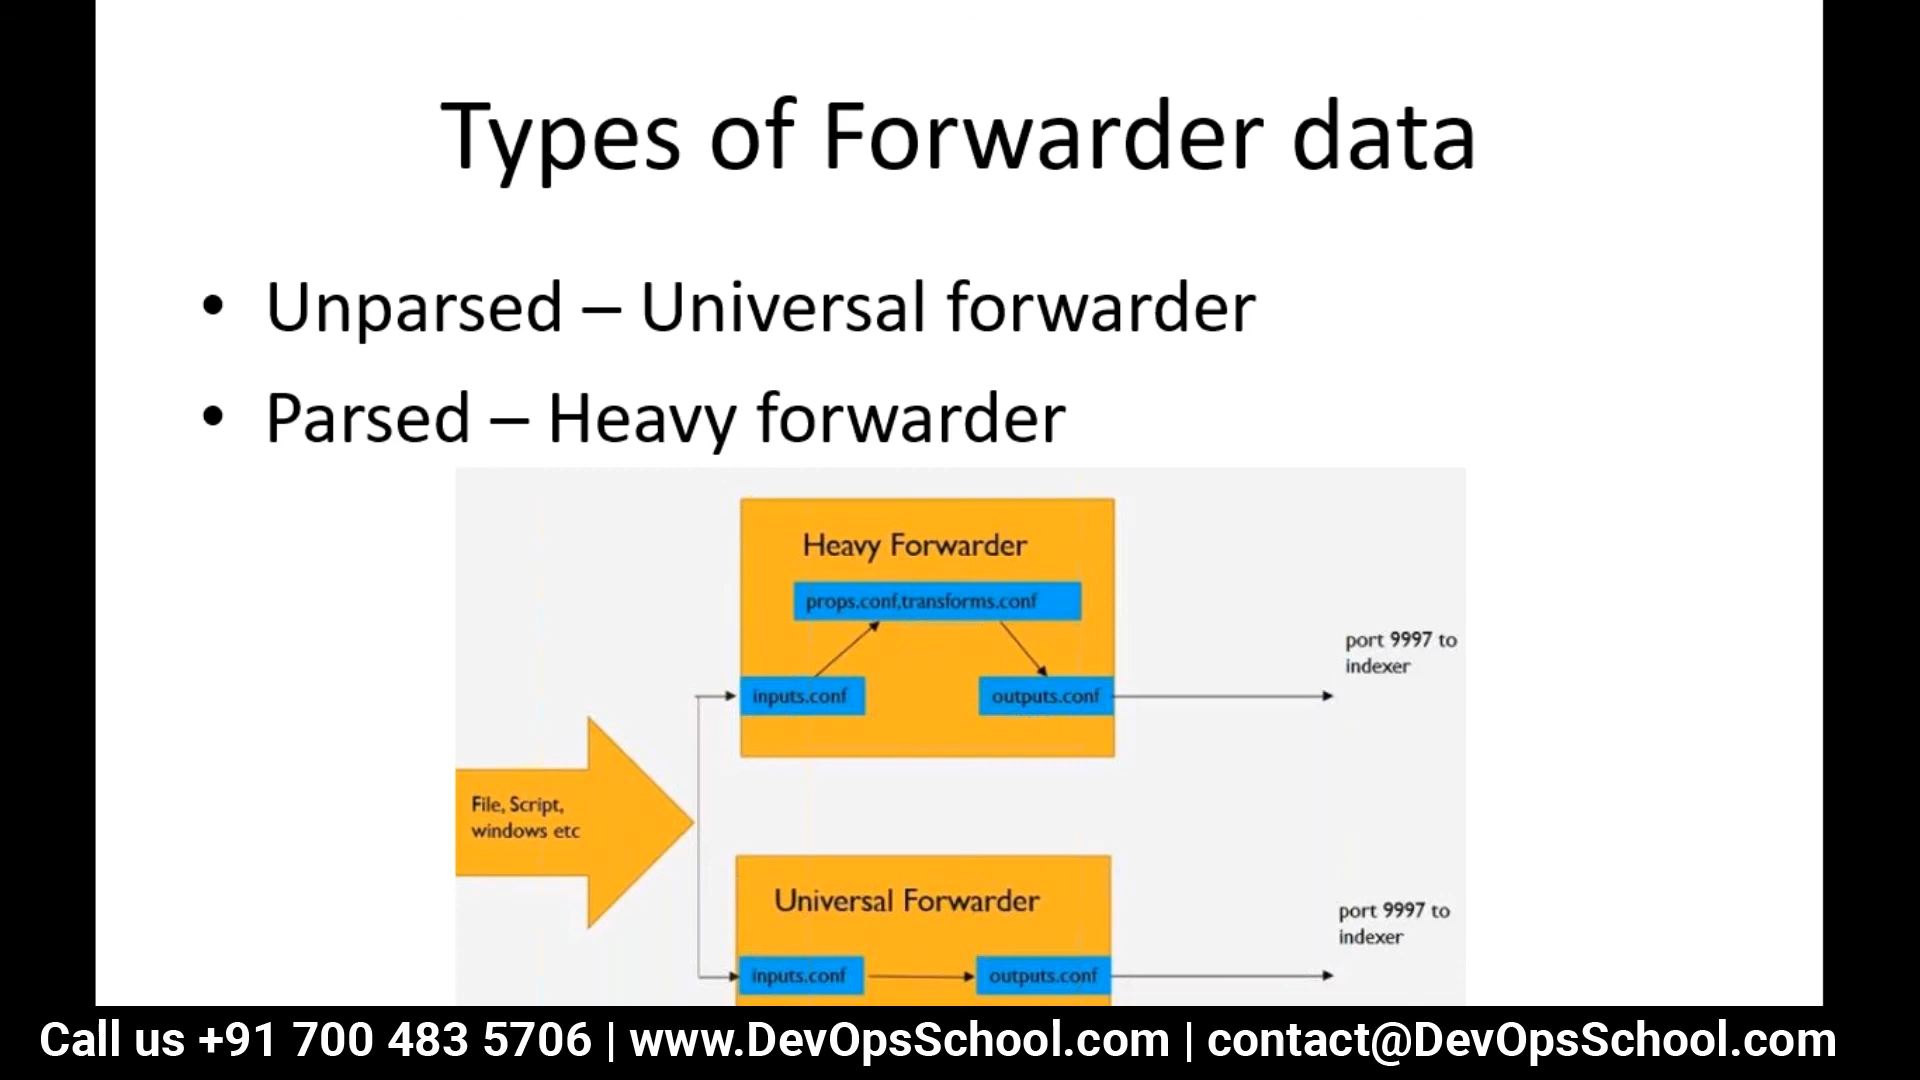 Types of Forwarder data
• Unparsed – Universal forwarder
• Parsed – Heavy forwarder
Heavy Forwarder
props.conf,transforms.conf
port 9997 to
indexer
inputs.conf
outputs.conf
File, Script,
windows etc
Universal Forwarder
port 9997 to
indexer
inputs.conf
outputs.conf
Call us +91 700 483 5706 | www.DevOpsSchool.com | contact@DevOpsSchool.com